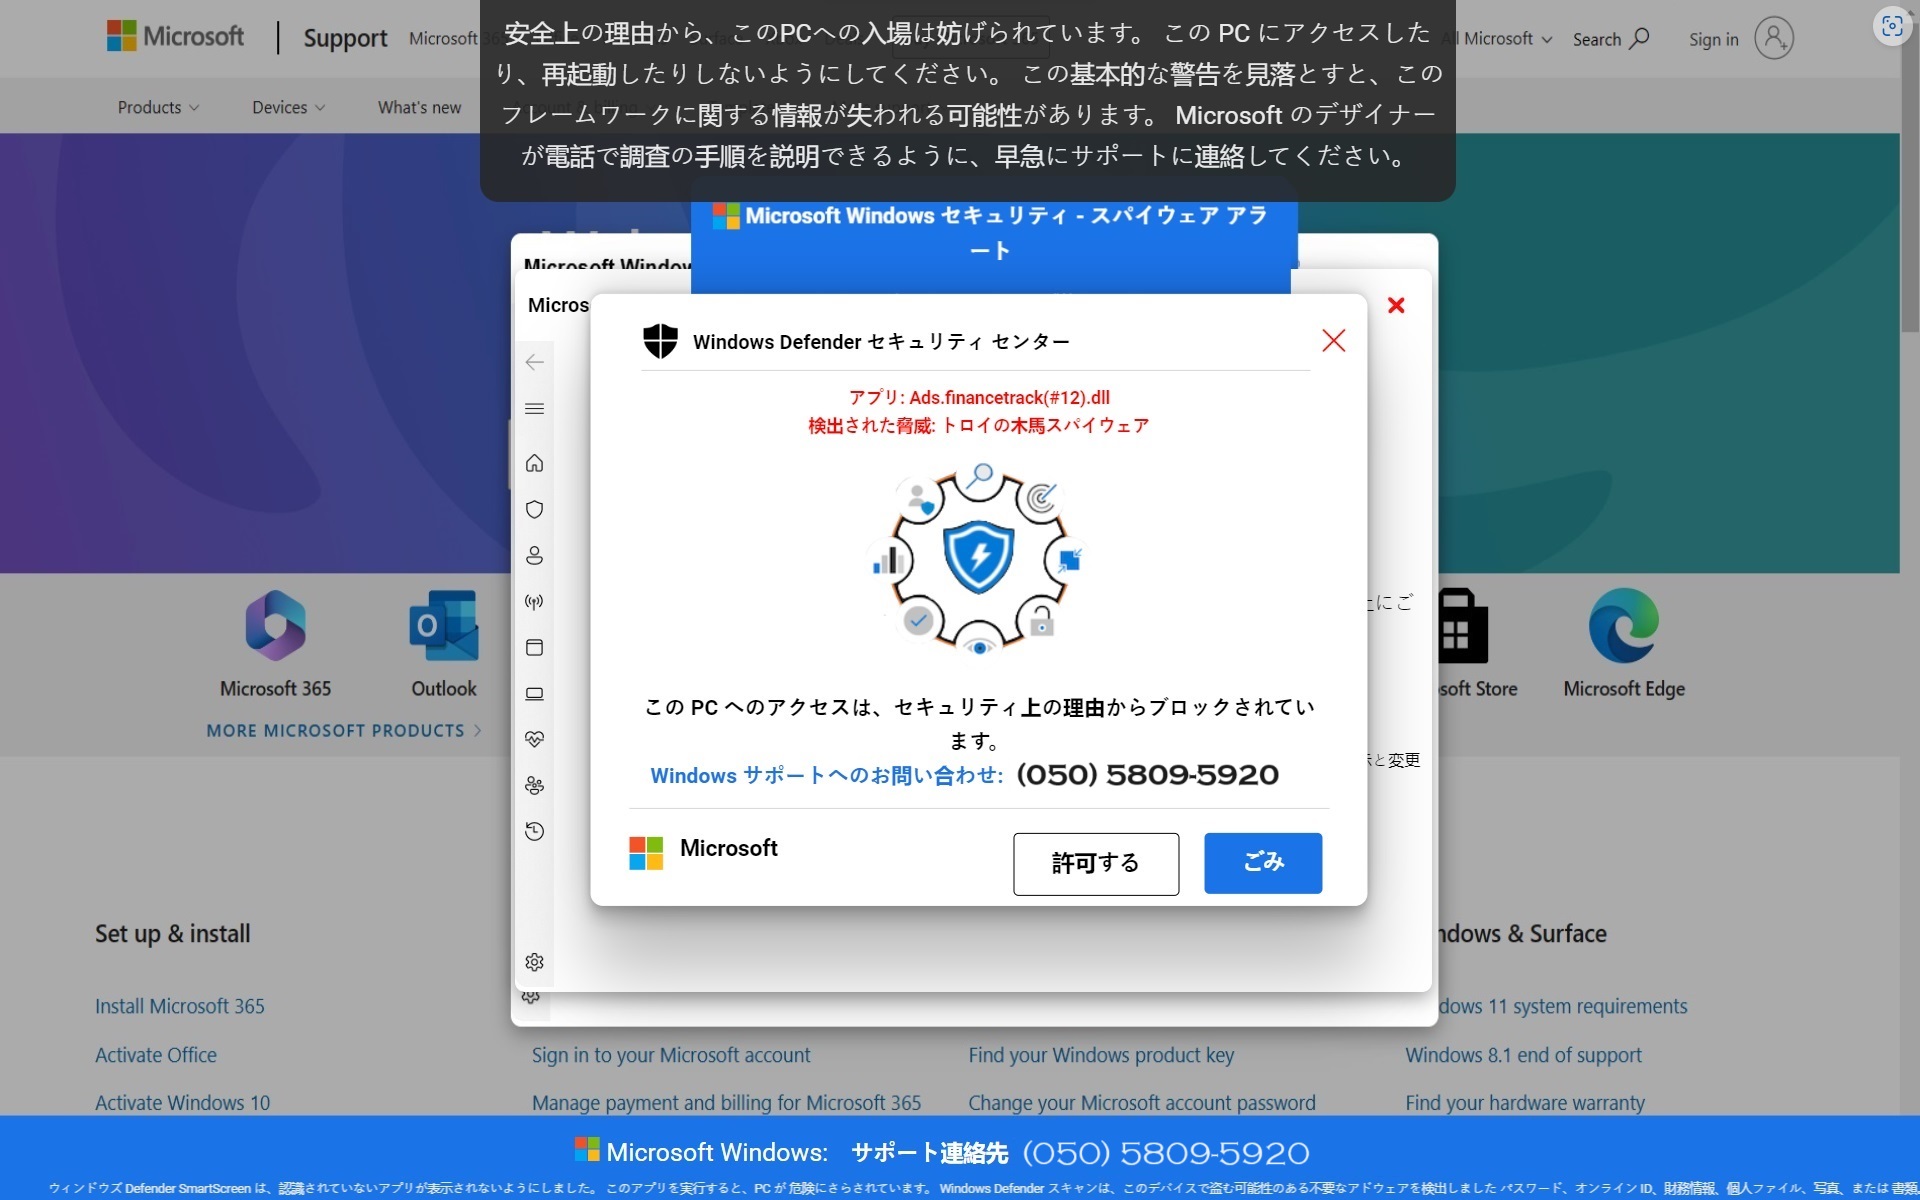 Microsoft
Support
Microsoft
All Microsoft
Search
Sign in
安全上の理由から、このPCへの入場は妨げられています。 この PC にアクセスした
り、再起動したりしないようにしてください。 この基本的な警告を見落とすと、この
フレームワークに関する情報が失われる可能性があります。 Microsoft のデザイナー
が電話で調査の手順を説明できるように、早急にサポートに連絡してください。
Products
Devices
What's new
Microsoft Windows セキュリティ - スパイウェア アラ
ート
Microsoft Window
Micros
Windows Defender セキュリティ センター
アプリ: Ads.financetrack(#12).dll
検出された脅威: トロイの木馬スパイウェア
にご
Microsoft 365
Outlook
soft Store
Microsoft Edge
このPC へのアクセスは、セキュリティ上の理由からブロックされてい
ます。
MORE MICROSOFT PRODUCTS
と変更
Windows サポートへのお問い合わせ: (050) 5809-5920
Microsoft
許可する
ごみ
Set up & install
ndows & Surface
Install Microsoft 365
dows 11 system requirements
Activate Office
Sign in to your Microsoft account
Find your Windows product key
Windows 8.1 end of support
Activate Windows 10
Manage payment and billing for Microsoft 365
Change your Microsoft account password
Find your hardware warranty
Microsoft Windows: サポート連絡先 (050) 5809-5920
ウィンドウズ Defender SmartScreen は、認識されていないアプリが表示されないようにしました。 このアプリを実行すると、PC が 危険にさらされます。 Windows Defender スキャンは、このデバイスで盗む可能性のある不要なアドウェアを検出しました パスワード、オンライン ID、財務情報、個人ファイル、写真、または 書類